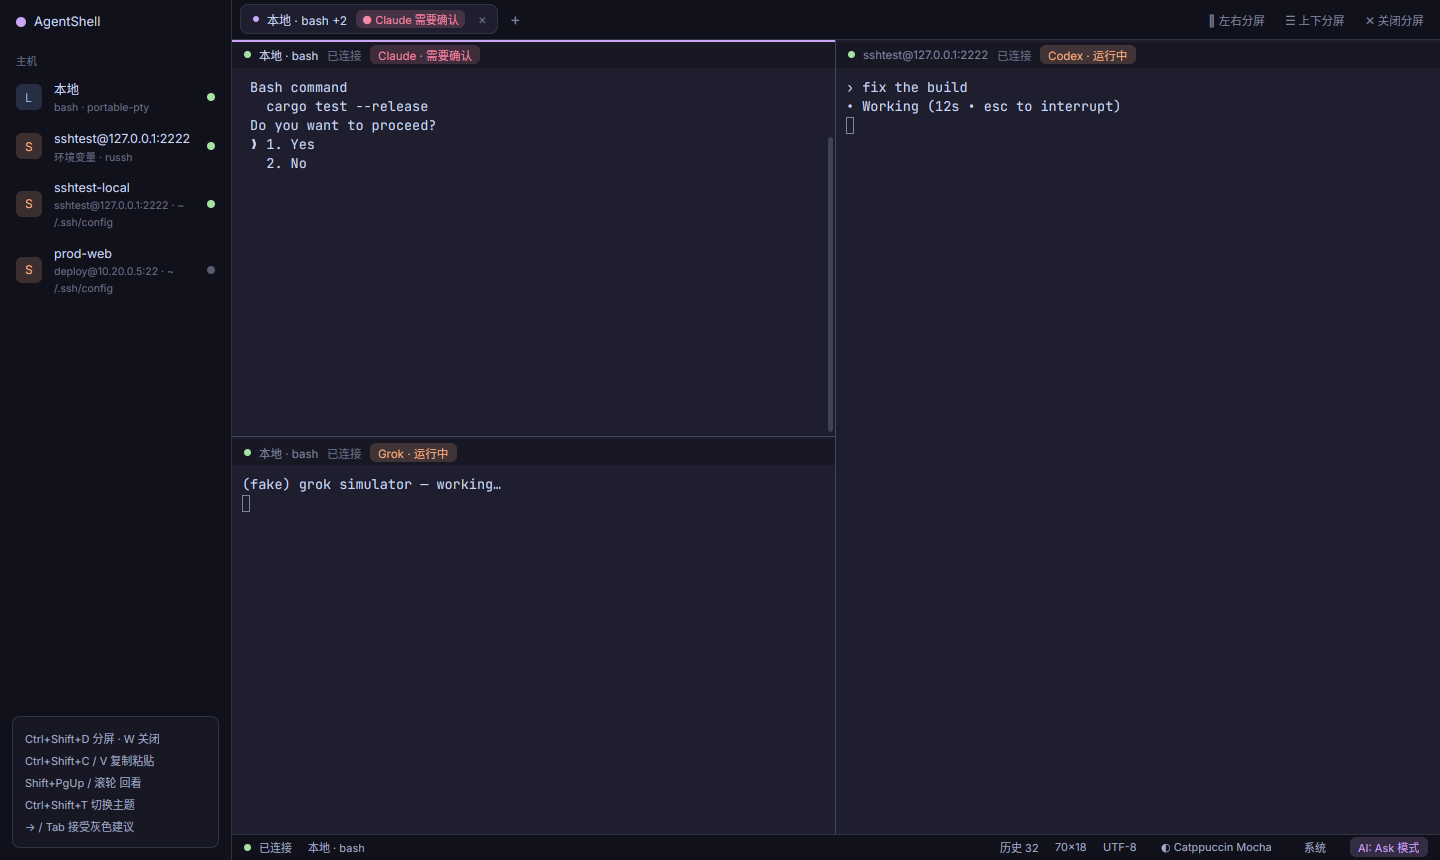 AgentShell
主机
L
本地
bash · portable-pty
S
sshtest@127.0.0.1:2222
环境变量 · russh
S
sshtest-local
sshtest@127.0.0.1:2222 · ~
/.ssh/config
S
prod-web
deploy@10.20.0.5:22 · ~
/.ssh/config
Ctrl+Shift+D 分屏 · W 关闭
Ctrl+Shift+C / V 复制粘贴
Shift+PgUp / 滚轮 回看
Ctrl+Shift+T 切换主题
→ / Tab 接受灰色建议
本地 · bash +2 Claude 需要确认 × +
左右分屏 ☰ 上下分屏 ✕ 关闭分屏
本地 · bash 已连接 Claude · 需要确认
Bash command
cargo test --release
Do you want to proceed?
❯ 1. Yes
2. No
本地 · bash 已连接 Grok · 运行中
(fake) grok simulator — working…
sshtest@127.0.0.1:2222 已连接 Codex · 运行中
› fix the build
• Working (12s • esc to interrupt)
已连接 本地 · bash 历史 32 70×18 UTF-8 ◐ Catppuccin Mocha 系统 AI: Ask 模式